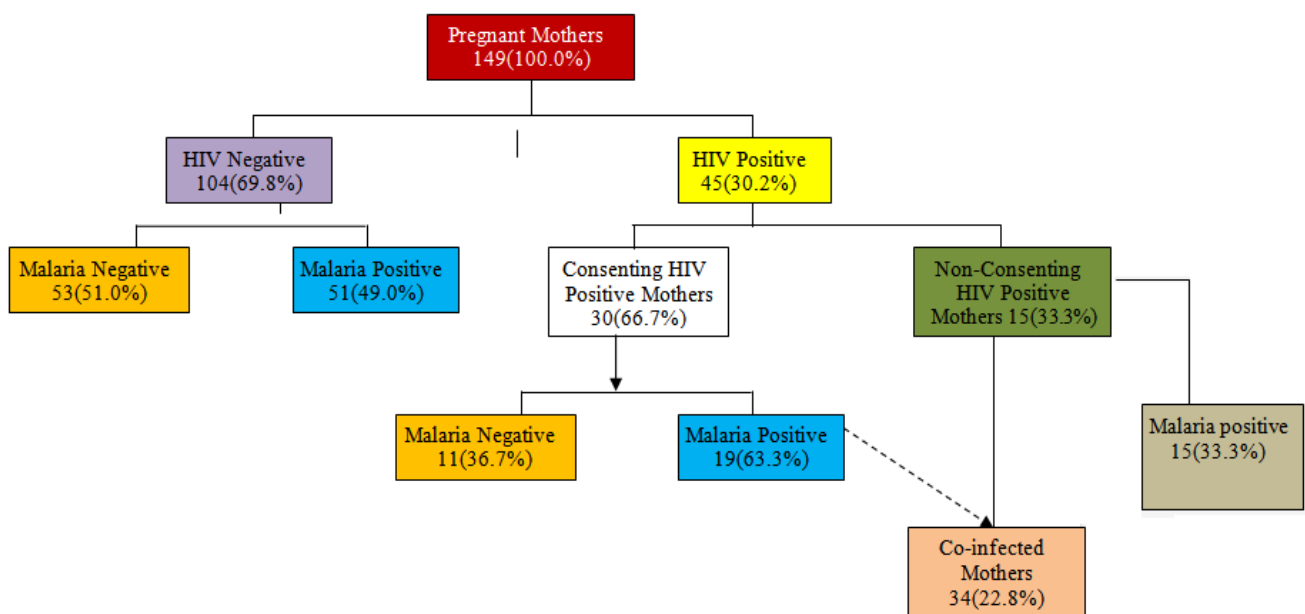 Pregnant Mothers
149(100.0%)
HIV Negative
104(69.8%)
HIV Positive
45(30.2%)
Malaria Negative
53(51.0%)
Malaria Positive
51(49.0%)
Consenting HIV
Positive Mothers
30(66.7%)
Non-Consenting
HIV Positive
Mothers 15(33.3%)
Malaria Negative
11(36.7%)
Malaria Positive
19(63.3%)
Malaria positive
15(33.3%)
Co-infected
Mothers
34(22.8%)